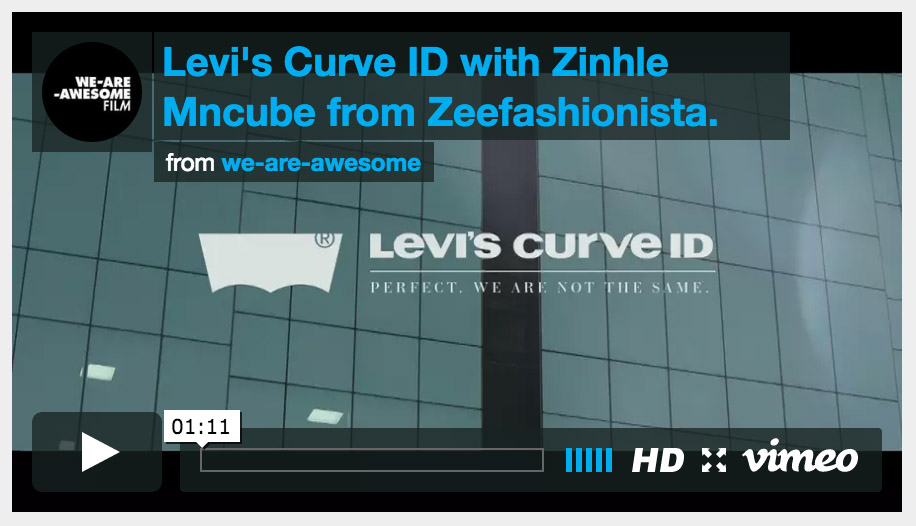 WE-ARE
-AWESOME
FILM
Levi's Curve ID with Zinhle
Mncube from Zeefashionista.
from we-are-awesome
®
LEVI'S CURVE ID
PERFECT. WE ARE NOT THE SAME.
01:11
HD
vimeo